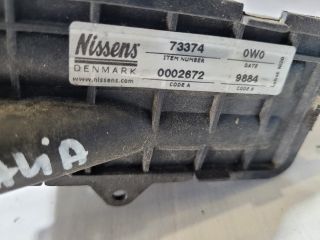 Nissens 73374 0W0
ITEM NUMBER DATE
DENMARK 0002672 9884
www.nissens.com CODE A CODE B